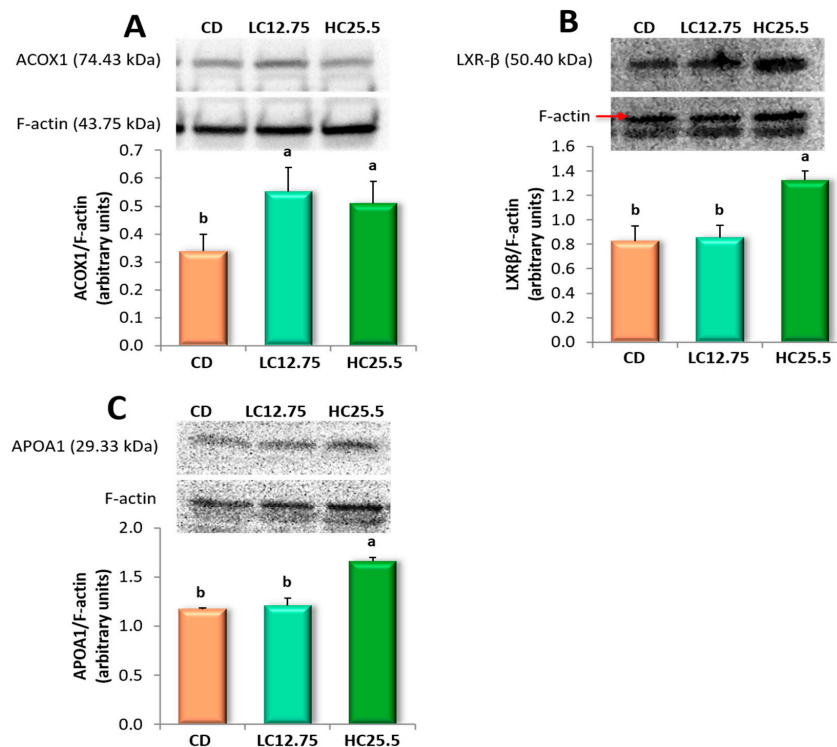 A
CD LC12.75 HC25.5
ACOX1 (74.43 kDa)
F-actin (43.75 kDa)
0.7
0.6
0.5
0.4
0.3
0.2
0.1
0.0
ACOX1/F-actin
(arbitrary units)
b a a
CD LC12.75 HC25.5
B
CD LC12.75 HC25.5
LXR-β (50.40 kDa)
F-actin
1.6
1.4
1.2
1.0
0.8
0.6
0.4
0.2
0.0
LXRβ/F-actin
(arbitrary units)
b b a
CD LC12.75 HC25.5
C
CD LC12.75 HC25.5
APOA1 (29.33 kDa)
F-actin
2.0
1.5
1.0
0.5
0.0
APOA1/F-actin
(arbitrary units)
b b a
CD LC12.75 HC25.5